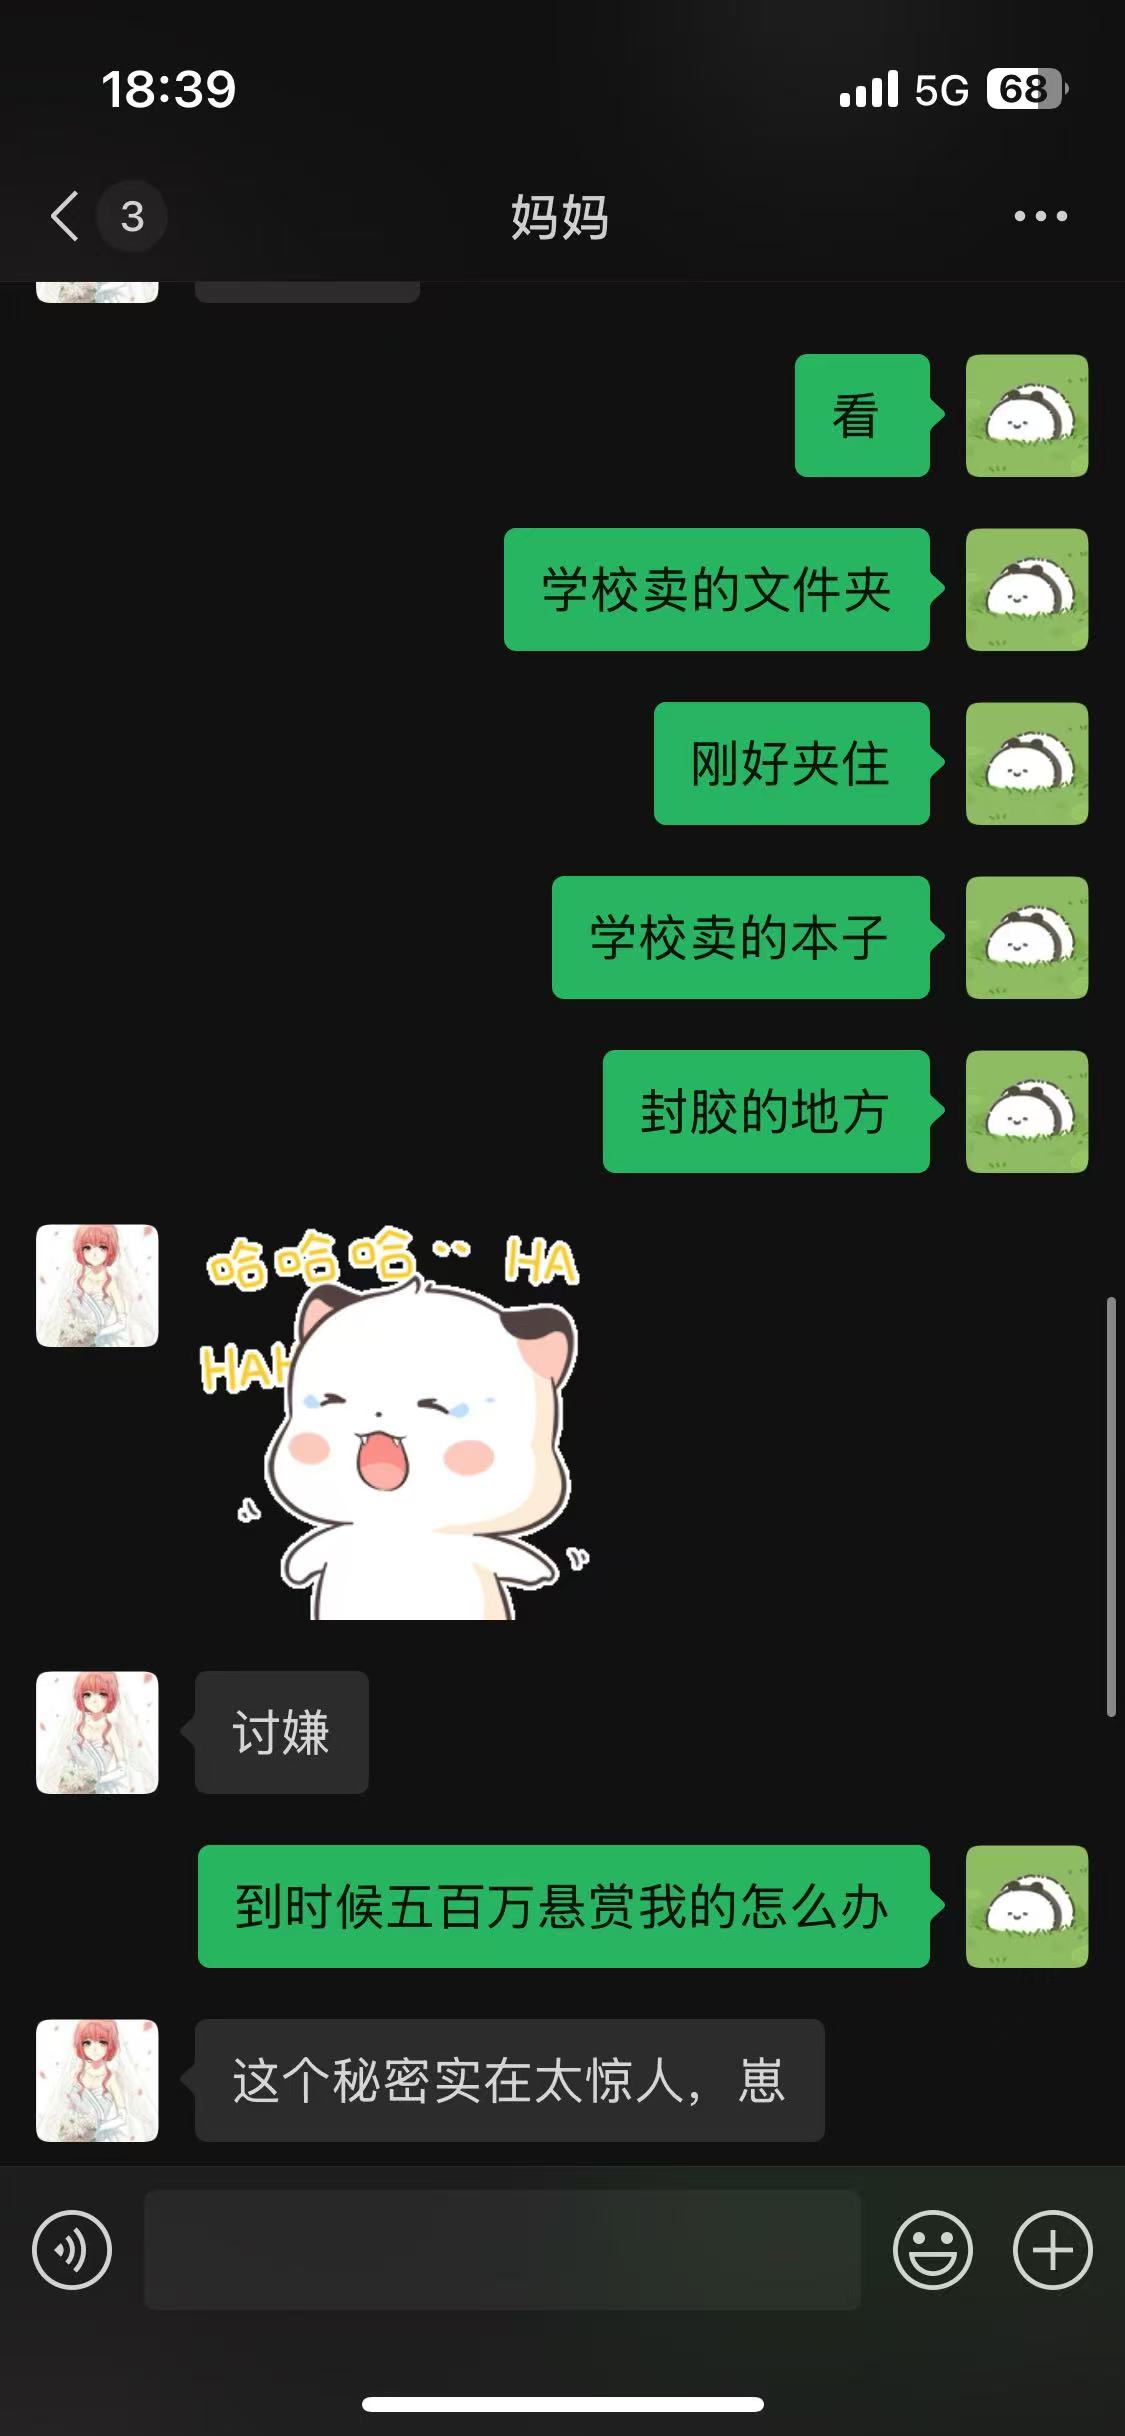 18:39
5G 68
3
妈妈
看
学校卖的文件夹
刚好夹住
学校卖的本子
封胶的地方
哈哈哈·· HA
HAH
讨嫌
到时候五百万悬赏我的怎么办
这个秘密实在太惊人，崽